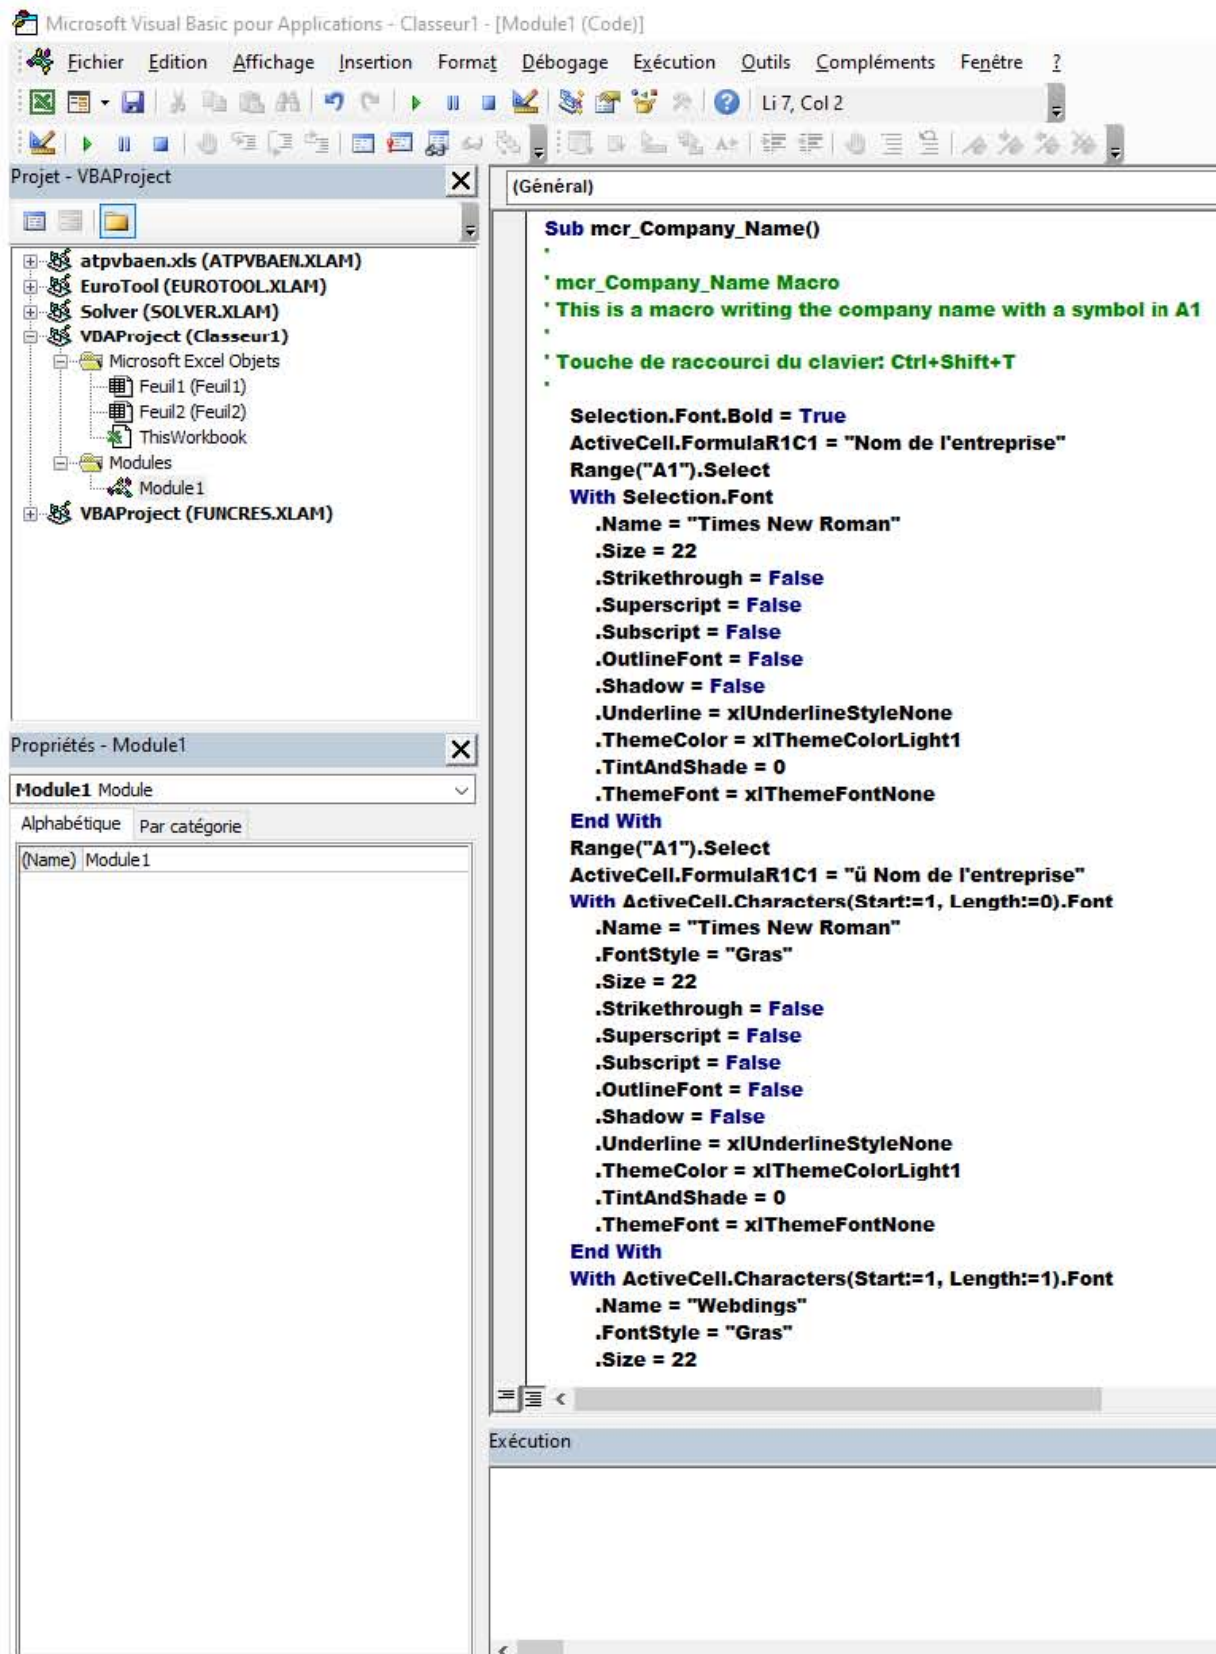 Microsoft Visual Basic pour Applications - Classeur1 - [Module1 (Code)]
Fichier Edition Affichage Insertion Format Débogage Exécution Outils Compléments Fenêtre ?
Li 7, Col 2
Projet - VBAProject
(Général)
atpvbaen.xls (ATPVBAEN.XLAM)
EuroTool (EUROTOOL.XLAM)
Solver (SOLVER.XLAM)
VBAProject (Classeur1)
Microsoft Excel Objets
Feuil1 (Feuil1)
Feuil2 (Feuil2)
ThisWorkbook
Modules
Module1
VBAProject (FUNCRES.XLAM)
Propriétés - Module1
Module1 Module
Alphabétique Par catégorie
(Name) Module1
Sub mcr_Company_Name()
'
' mcr_Company_Name Macro
' This is a macro writing the company name with a symbol in A1
'
' Touche de raccourci du clavier: Ctrl+Shift+T
'
Selection.Font.Bold = True
ActiveCell.FormulaR1C1 = "Nom de l'entreprise"
Range("A1").Select
With Selection.Font
.Name = "Times New Roman"
.Size = 22
.Strikethrough = False
.Superscript = False
.Subscript = False
.OutlineFont = False
.Shadow = False
.Underline = xlUnderlineStyleNone
.ThemeColor = xlThemeColorLight1
.TintAndShade = 0
.ThemeFont = xlThemeFontNone
End With
Range("A1").Select
ActiveCell.FormulaR1C1 = "ü Nom de l'entreprise"
With ActiveCell.Characters(Start:=1, Length:=0).Font
.Name = "Times New Roman"
.FontStyle = "Gras"
.Size = 22
.Strikethrough = False
.Superscript = False
.Subscript = False
.OutlineFont = False
.Shadow = False
.Underline = xlUnderlineStyleNone
.ThemeColor = xlThemeColorLight1
.TintAndShade = 0
.ThemeFont = xlThemeFontNone
End With
With ActiveCell.Characters(Start:=1, Length:=1).Font
.Name = "Webdings"
.FontStyle = "Gras"
.Size = 22
Exécution